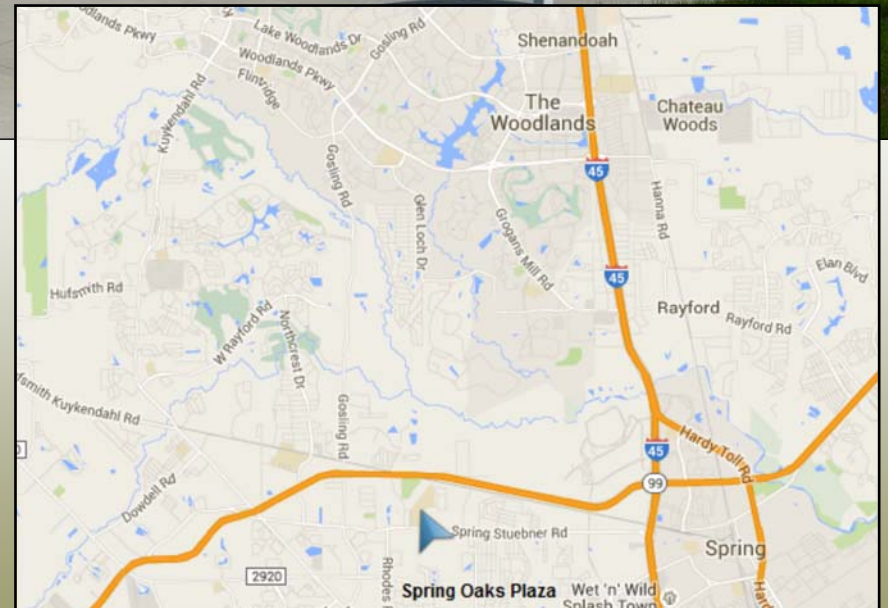 Lake Woodlands Dr
Gosling Rd
Shenandoah
Woodlands Pkwy
Flintridge
Kuykendahl Rd
The
Woodlands
Chateau
Woods
45
Gosling Rd
Glen Loch Dr
Hanna Rd
Grogans Mill Rd
45
Elan Blvd
Hufsmith Rd
W Rayford Rd
Northcrest Dr
Rayford
Rayford Rd
Kuykendahl Rd
Gosling Rd
Hardy Toll Rd
45
99
Dowdell Rd
Spring Stuebner Rd
Spring
2920
Rhodes
Spring Oaks Plaza
Wet 'n' Wild
Splash Town